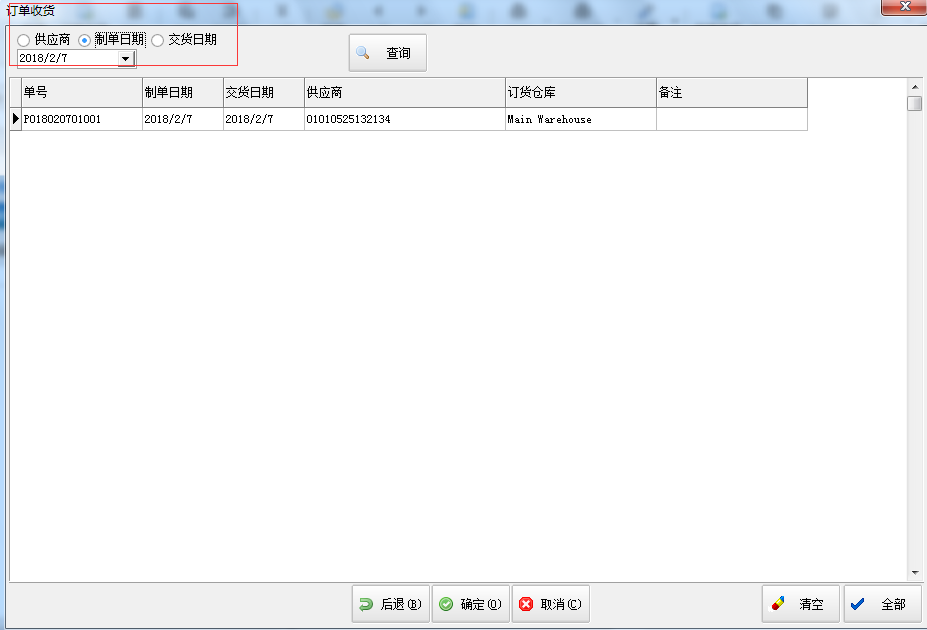 订单收货
供应商 制单日期 交货日期
2018/2/7
查询
单号 制单日期 交货日期 供应商 订货仓库 备注
PO18020701001 2018/2/7 2018/2/7 01010525132134 Main Warehouse
后退(B) 确定(O) 取消(C) 清空 全部